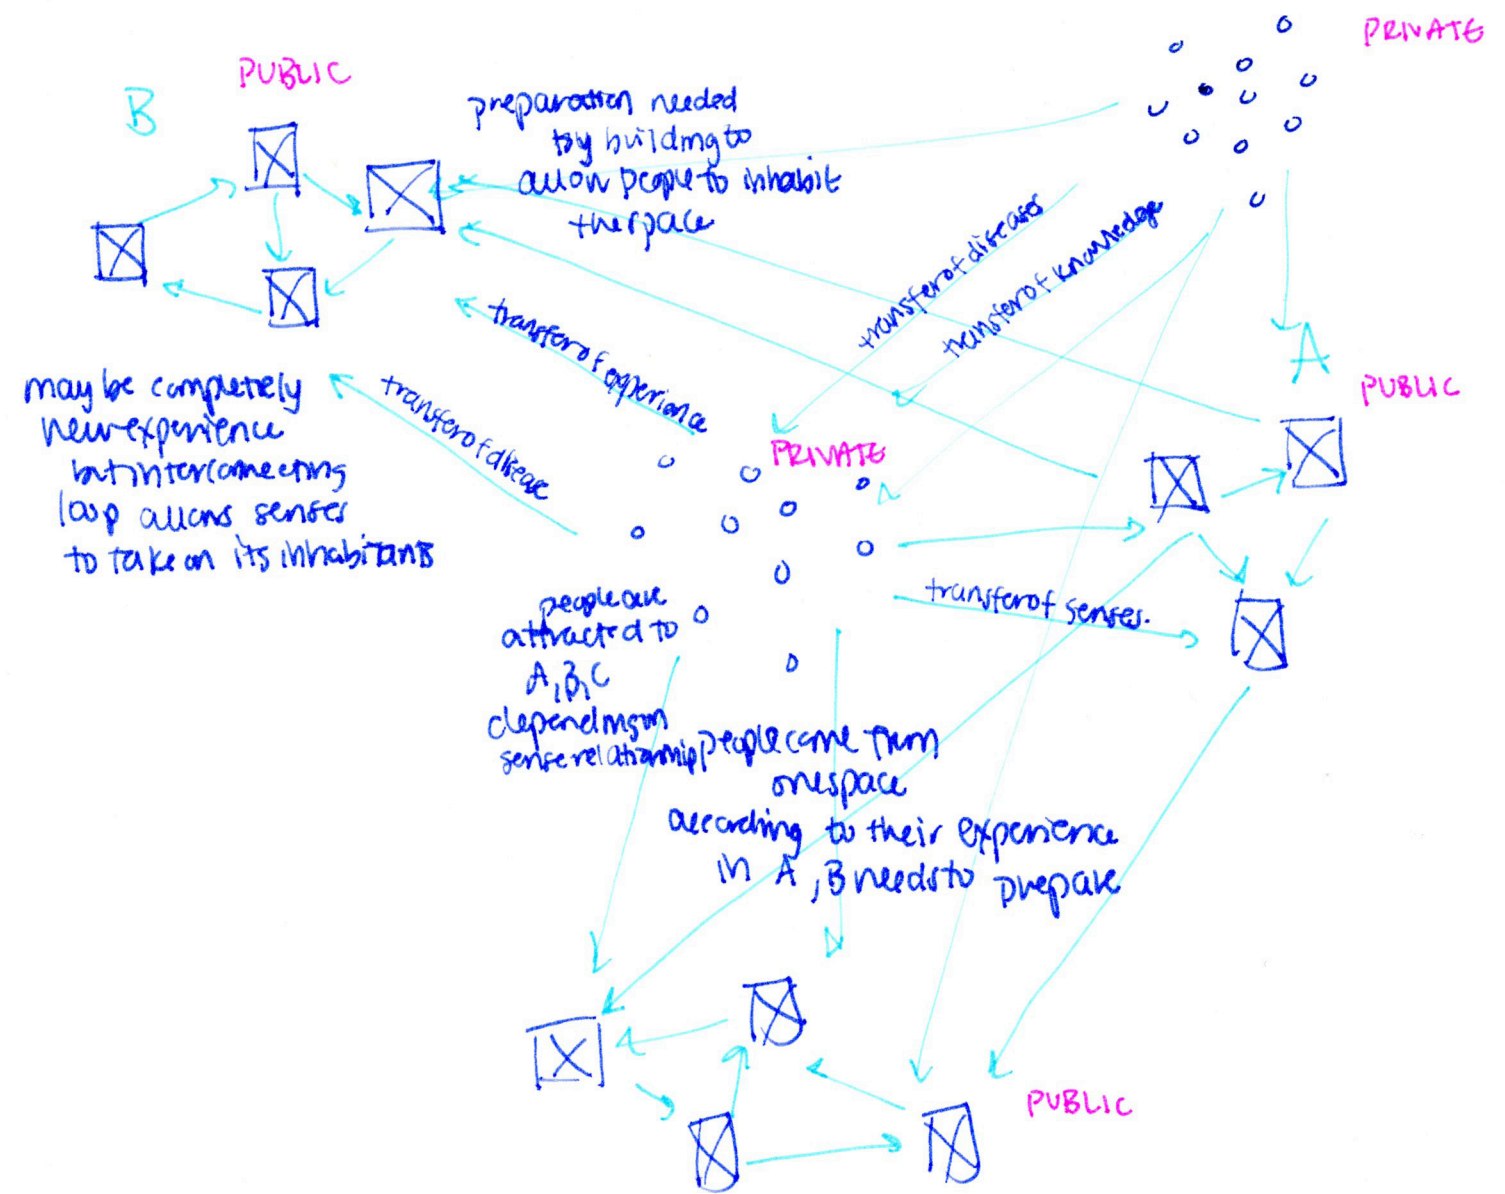 PRIVATE
PUBLIC
B
preparation needed
by building to
allow people to inhabit
the space
transfer of diseases
transfer of knowledge
A
PUBLIC
transfer of experience
transfer of disease
may be completely
new experience
but interconnecting
loop allows senses
to take on its inhabitants
PRIVATE
transfer of senses.
people are
attracted to
A, B, C
depending on
sense relationship
people come from
one space
according to their experience
in A, B needs to prepare
PUBLIC